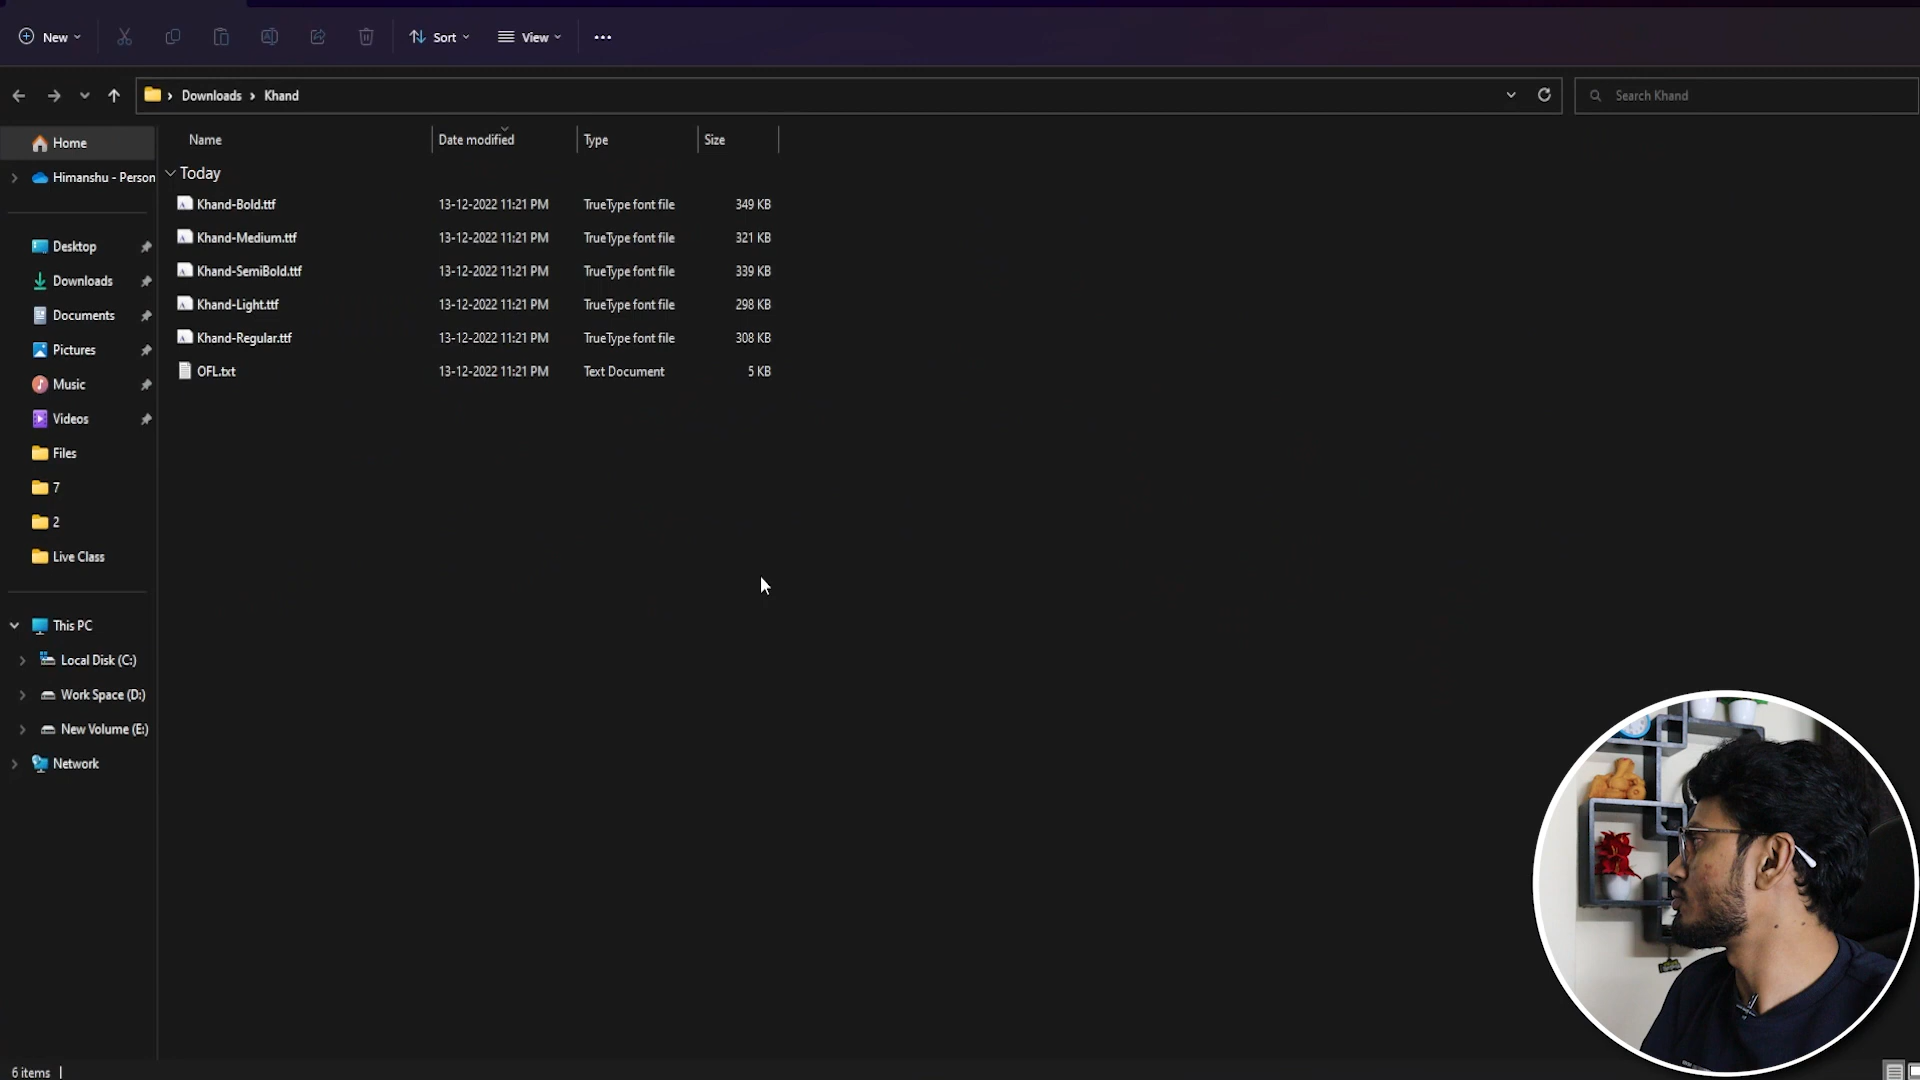 New
Sort
View
Downloads
Khand
Search Khand
Name
Date modified
Type
Size
Home
Himanshu - Person
Today
Khand-Bold.ttf 13-12-2022 11:21 PM TrueType font file 349 KB
Khand-Medium.ttf 13-12-2022 11:21 PM TrueType font file 321 KB
Khand-SemiBold.ttf 13-12-2022 11:21 PM TrueType font file 339 KB
Khand-Light.ttf 13-12-2022 11:21 PM TrueType font file 298 KB
Khand-Regular.ttf 13-12-2022 11:21 PM TrueType font file 308 KB
OFL.txt 13-12-2022 11:21 PM Text Document 5 KB
Desktop
Downloads
Documents
Pictures
Music
Videos
Files
7
2
Live Class
This PC
Local Disk (C:)
Work Space (D:)
New Volume (E:)
Network
6 items